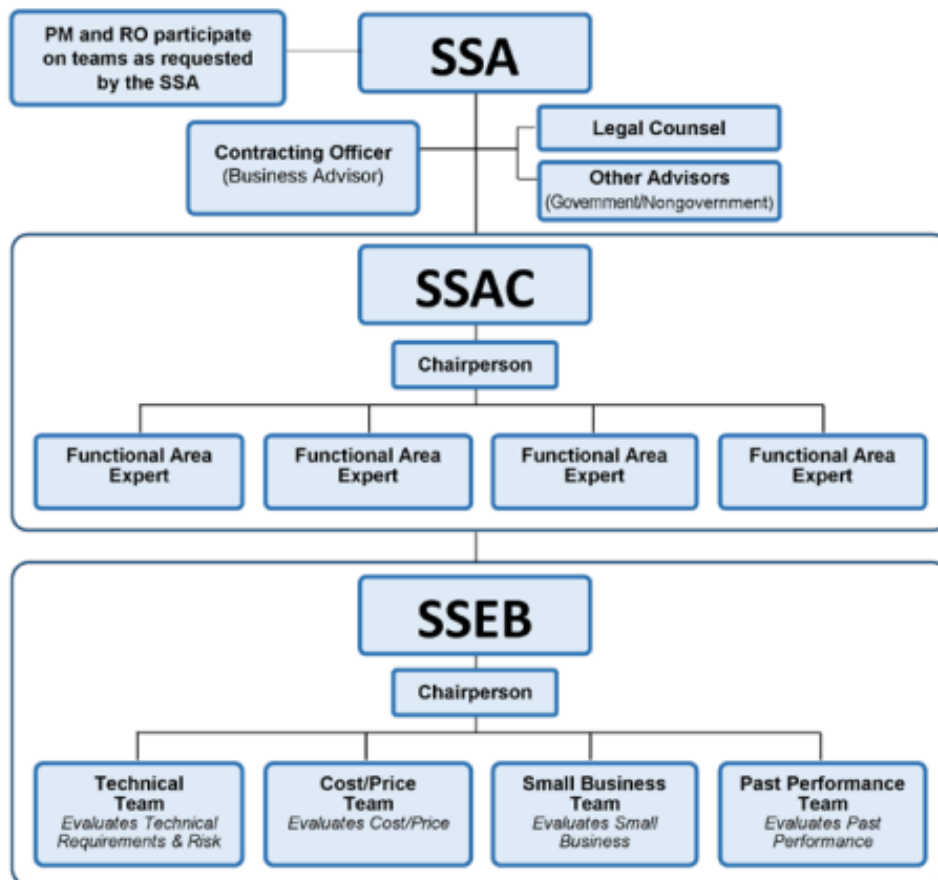 PM and RO participate
on teams as requested
by the SSA
SSA
Contracting Officer
(Business Advisor)
Legal Counsel
Other Advisors
(Government/Nongovernment)
SSAC
Chairperson
Functional Area
Expert
Functional Area
Expert
Functional Area
Expert
Functional Area
Expert
SSEB
Chairperson
Technical
Team
Evaluates Technical
Requirements & Risk
Cost/Price
Team
Evaluates Cost/Price
Small Business
Team
Evaluates Small
Business
Past Performance
Team
Evaluates Past
Performance